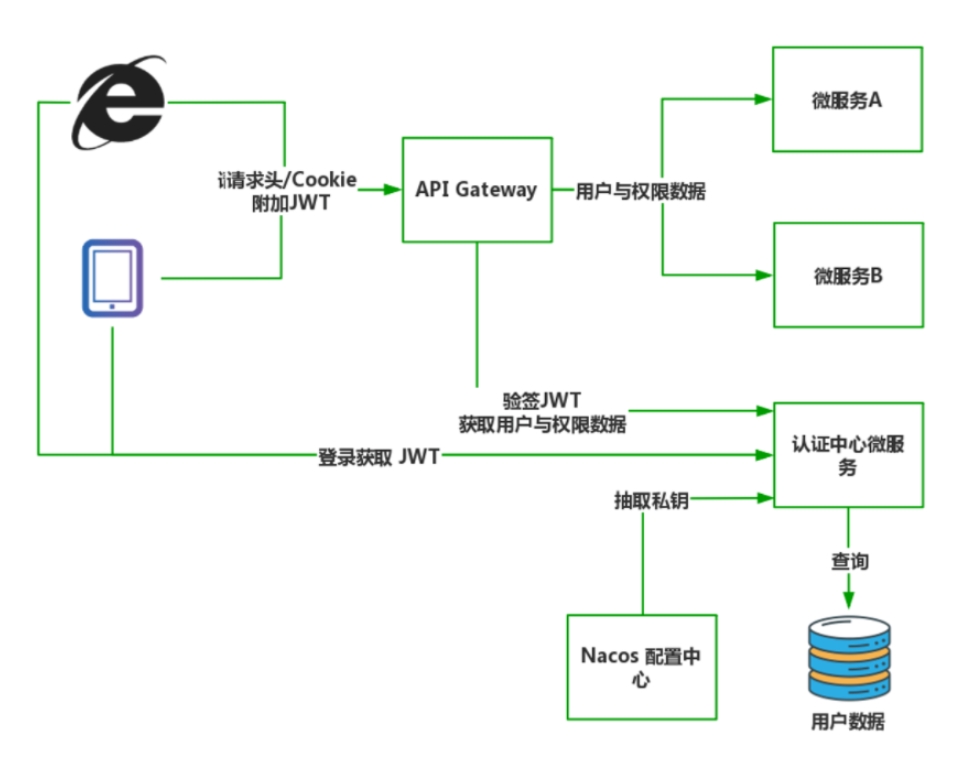 微服务A
请求头/Cookie
附加JWT
API Gateway
用户与权限数据
微服务B
验签JWT
获取用户与权限数据
登录获取 JWT
认证中心微服
务
抽取私钥
查询
Nacos 配置中
心
用户数据